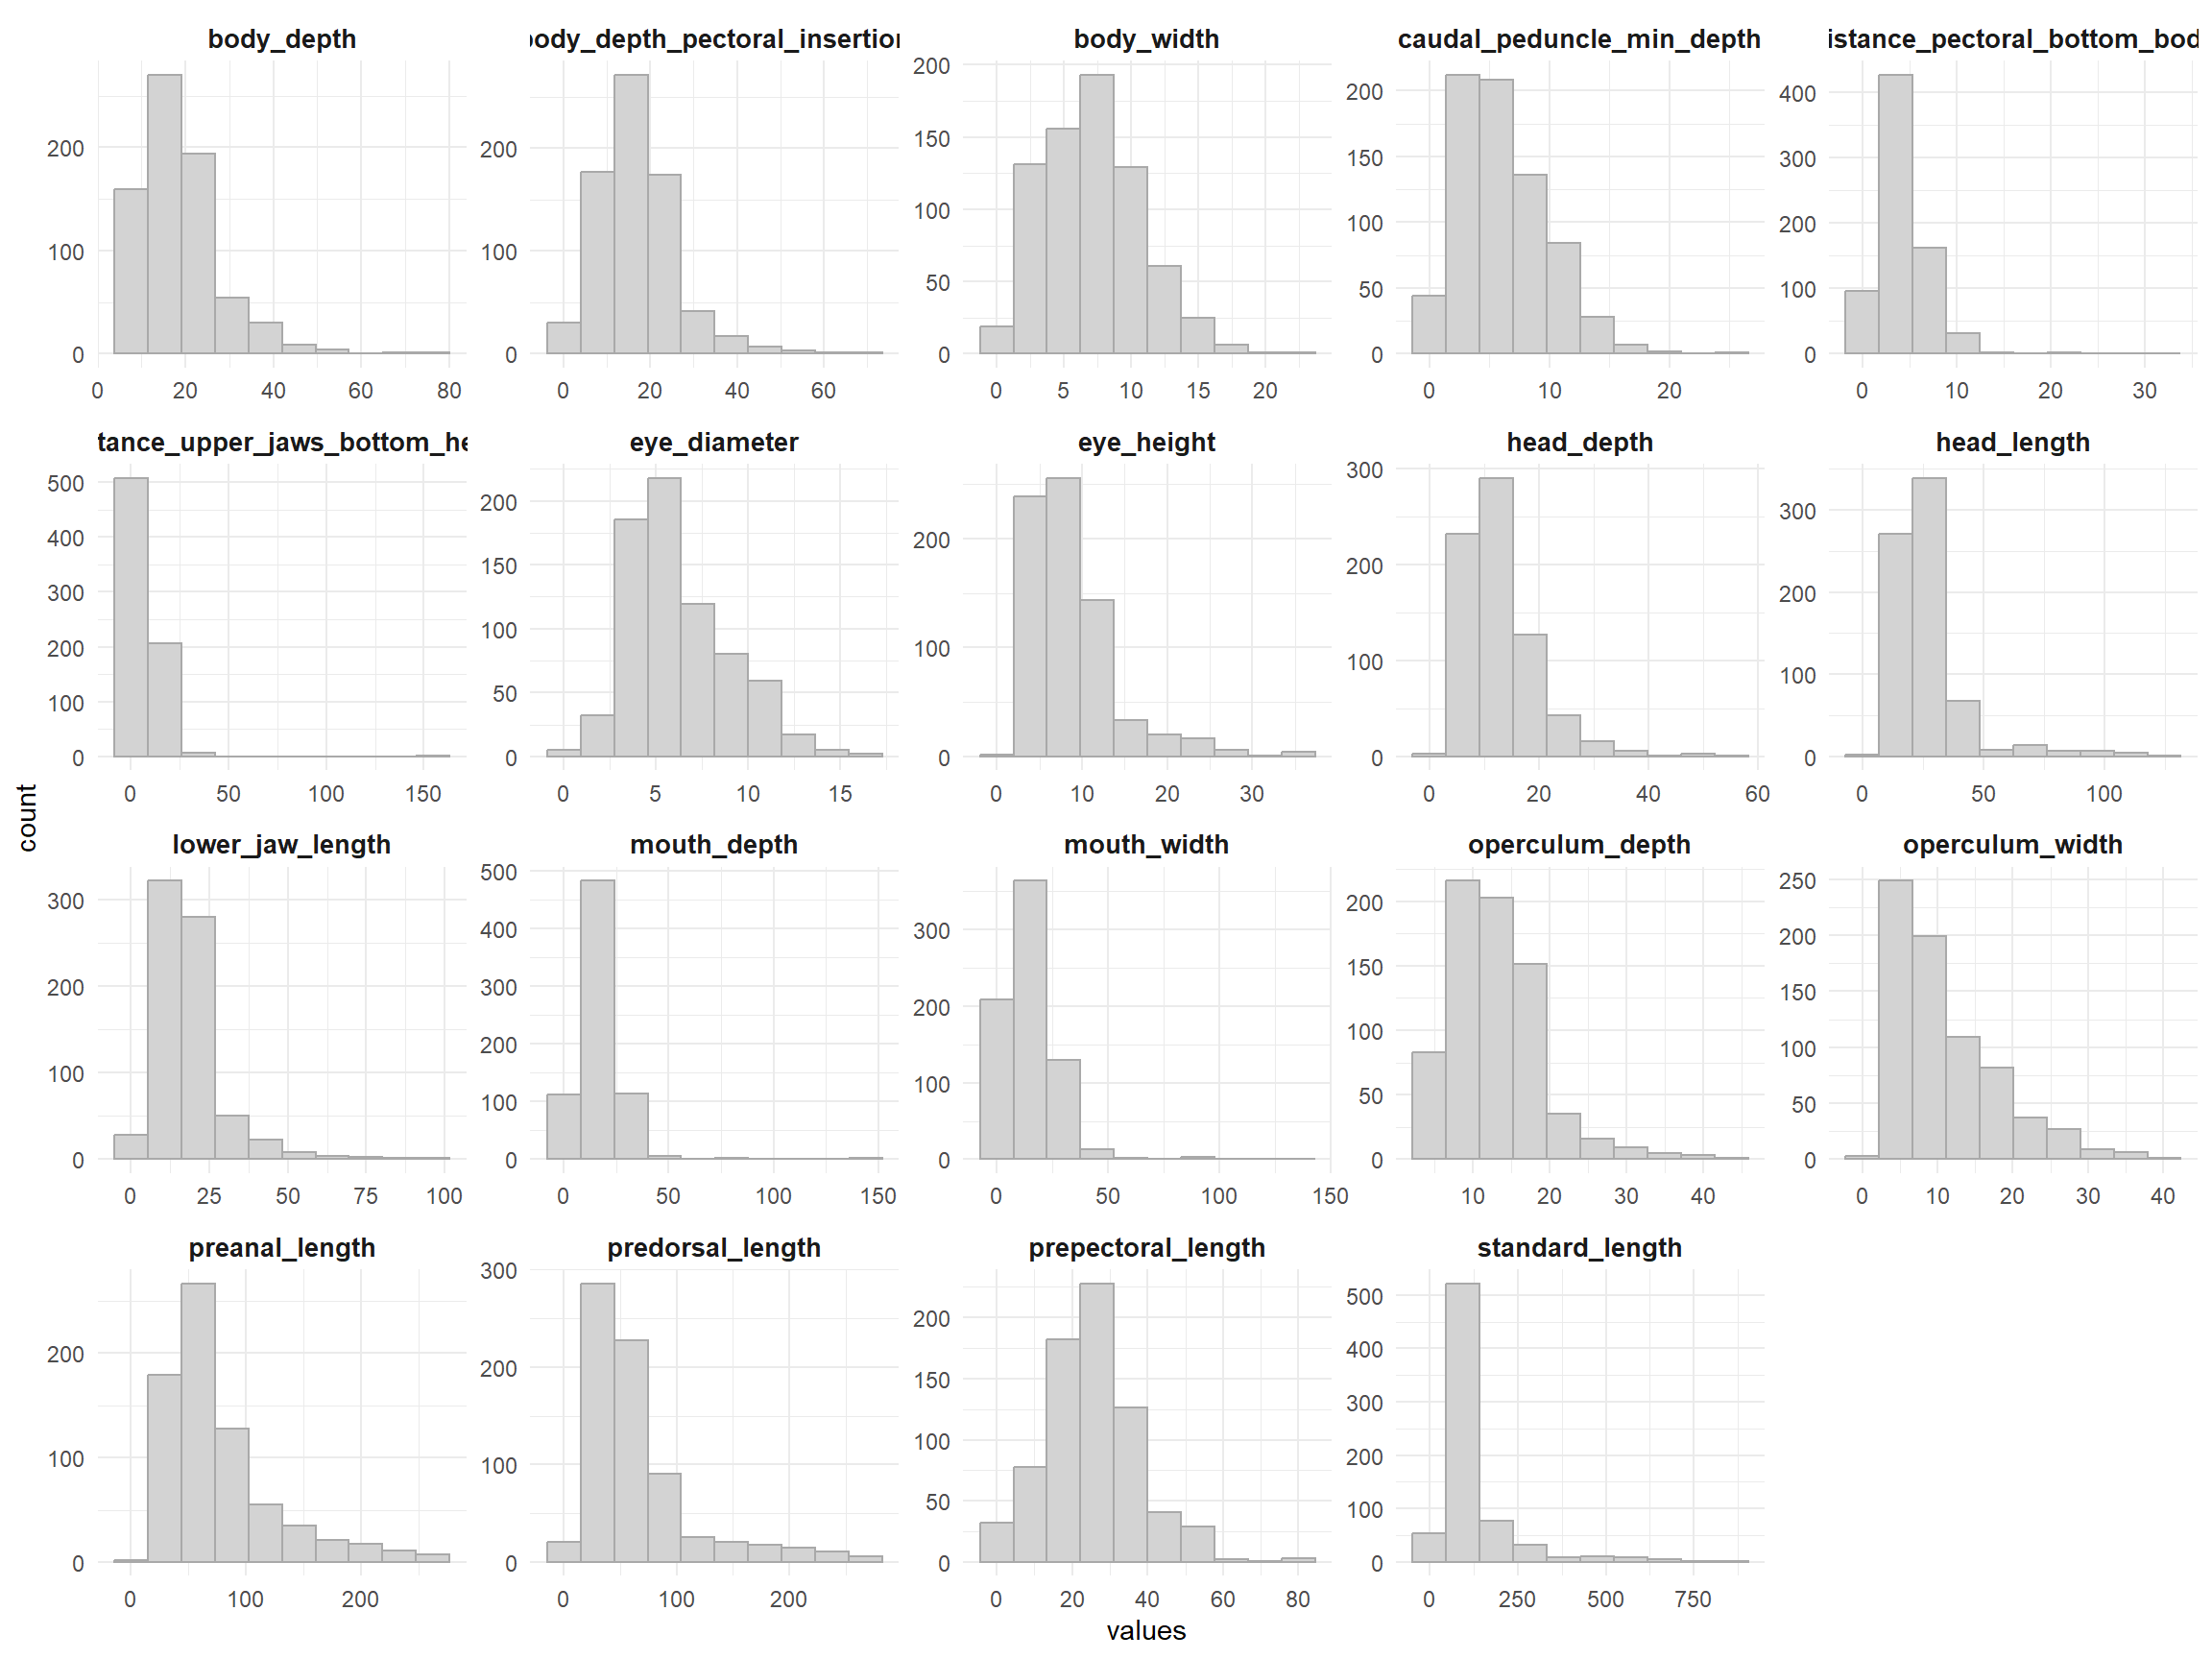 body_depth body_depth_pectoral_insertion body_width caudal_peduncle_min_depth istance_pectoral_bottom_bod
200 100 0
200 100 0
200 150 100 50 0
200 150 100 50 0
400 300 200 100 0
0 20 40 60 80
0 20 40 60
0 5 10 15 20
0 10 20
0 10 20 30
tance_upper_jaws_bottom_he eye_diameter eye_height head_depth head_length
500 400 300 200 100 0
200 150 100 50 0
200 100 0
300 200 100 0
300 200 100 0
0 50 100 150
0 5 10 15
0 10 20 30
0 20 40 60
0 50 100
count
lower_jaw_length mouth_depth mouth_width operculum_depth operculum_width
300 200 100 0
500 400 300 200 100 0
300 200 100 0
200 150 100 50 0
250 200 150 100 50 0
0 25 50 75 100
0 50 100 150
0 50 100 150
10 20 30 40
0 10 20 30 40
preanal_length predorsal_length prepectoral_length standard_length
200 100 0
300 200 100 0
200 150 100 50 0
500 400 300 200 100 0
0 100 200
0 100 200
0 20 40 60 80
0 250 500 750
values